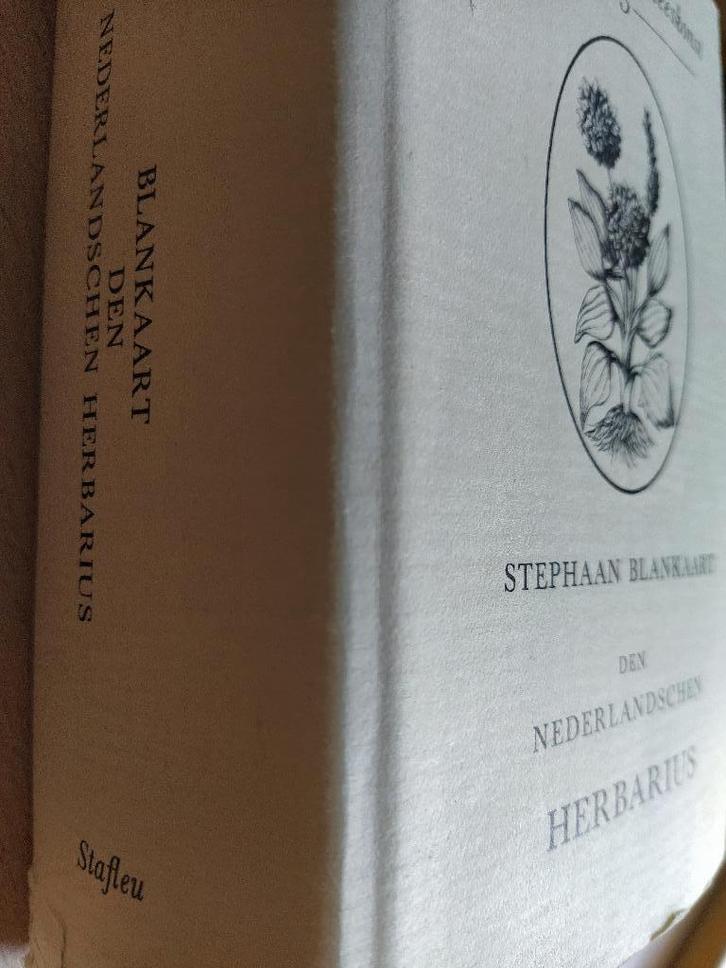 BLANKAART
DEN
NEDERLANDSCHEN HERBARIUS
Stafleu
STEPHAAN BLANKAART
DEN
NEDERLANDSCHEN
HERBARIUS